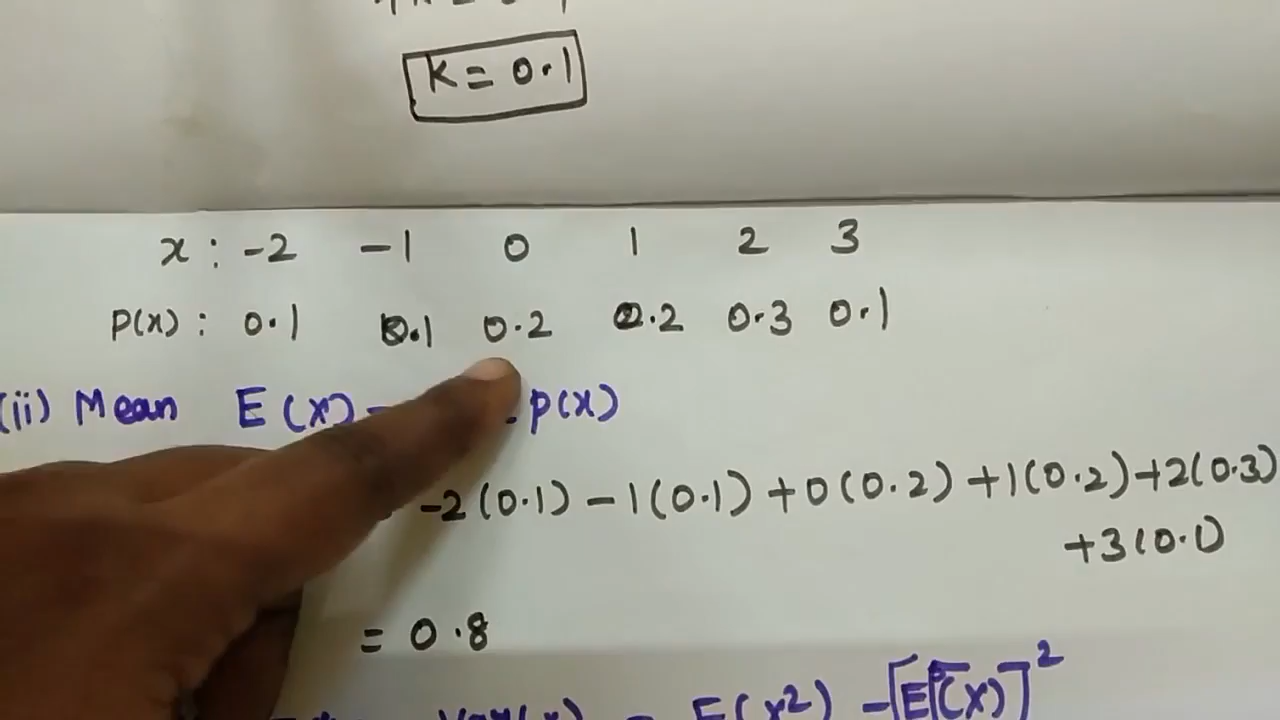 K = 0.1
x : -2 -1 0 1 2 3
P(x) : 0.1 0.1 0.2 0.2 0.3 0.1
(ii) Mean E(X) = . p(x)
-2(0.1) - 1(0.1) + 0(0.2) + 1(0.2) + 2(0.3)
+ 3(0.1)
= 0.8
Var(x) = E(x²) - [E(X)]²